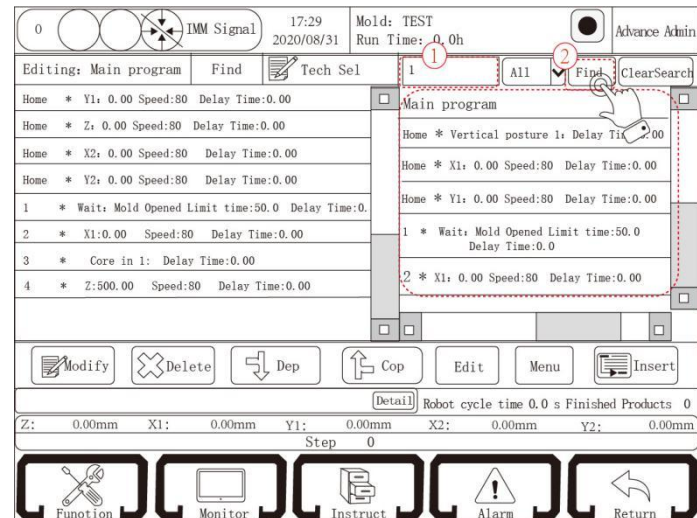 0 IMM Signal 17:29 2020/08/31 Mold: TEST Run Time: 0.0h Advance Admin
Editing: Main program Find Tech Sel 1 All Find ClearSearch
1 2
Home * Y1: 0.00 Speed:80 Delay Time:0.00
Home * Z: 0.00 Speed:80 Delay Time:0.00
Home * X2: 0.00 Speed:80 Delay Time:0.00
Home * Y2: 0.00 Speed:80 Delay Time:0.00
1 * Wait: Mold Opened Limit time:50.0 Delay Time:0.
2 * X1:0.00 Speed:80 Delay Time:0.00
3 * Core in 1: Delay Time:0.00
4 * Z:500.00 Speed:80 Delay Time:0.00
Main program
Home * Vertical posture 1: Delay Time:0.00
Home * X1: 0.00 Speed:80 Delay Time:0.00
Home * Y1: 0.00 Speed:80 Delay Time:0.00
1 * Wait: Mold Opened Limit time:50.0
Delay Time:0.0
2 * X1: 0.00 Speed:80 Delay Time:0.00
Modify Delete Dep Cop Edit Menu Insert
Detail Robot cycle time 0.0 s Finished Products 0
Z: 0.00mm X1: 0.00mm Y1: 0.00mm X2: 0.00mm Y2: 0.00mm
Step 0
Funotion Monitor Instruct Alarm Return